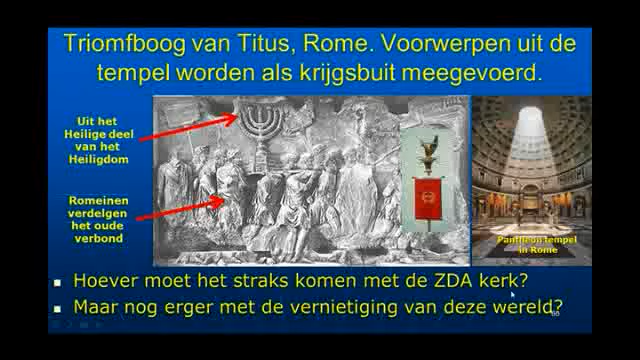 Triomfboog van Titus, Rome. Voorwerpen uit de
tempel worden als krijgsbuit meegevoerd.
Uit het
Heilige deel
van het
Heiligdom
Romeinen
verdelgen
het oude
verbond
Pantheon tempel
in Rome
Hoever moet het straks komen met de ZDA kerk?
Maar nog erger met de vernietiging van deze wereld?